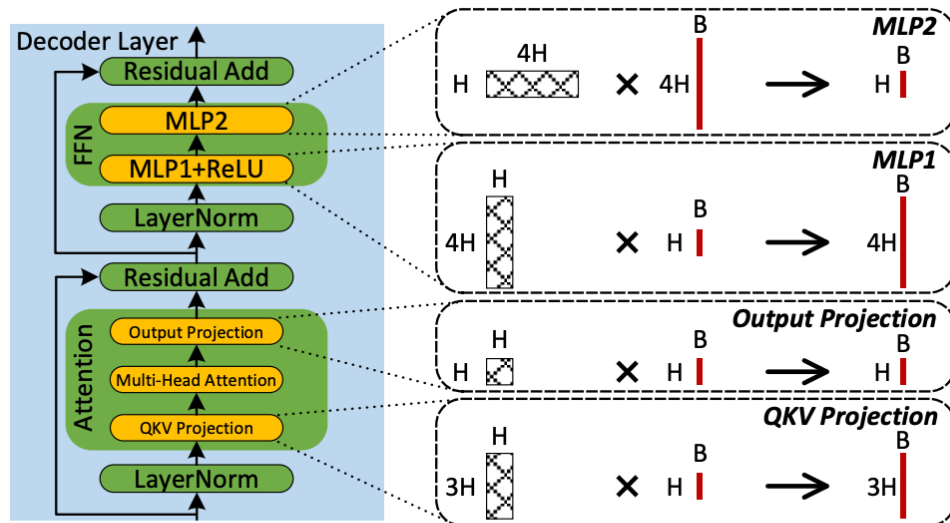 Decoder Layer
Residual Add
MLP2
MLP1+ReLU
FFN
LayerNorm
Residual Add
Output Projection
Multi-Head Attention
QKV Projection
Attention
LayerNorm
MLP2
B
4H
B
H
×
4H
H
MLP1
H
B
B
4H
×
H
4H
Output Projection
H
B
B
H
×
H
H
QKV Projection
H
B
B
3H
×
H
3H